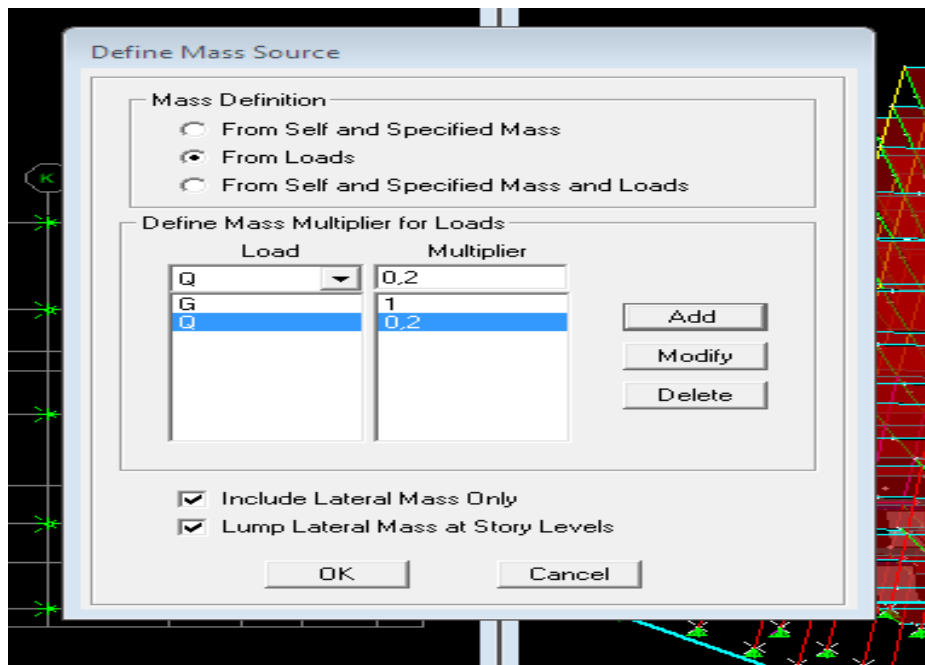 Define Mass Source
Mass Definition
From Self and Specified Mass
K
From Loads
From Self and Specified Mass and Loads
Define Mass Multiplier for Loads
Load Multiplier
Q 0,2
G 1
Q 0,2
Add
Modify
Delete
Include Lateral Mass Only
Lump Lateral Mass at Story Levels
OK Cancel